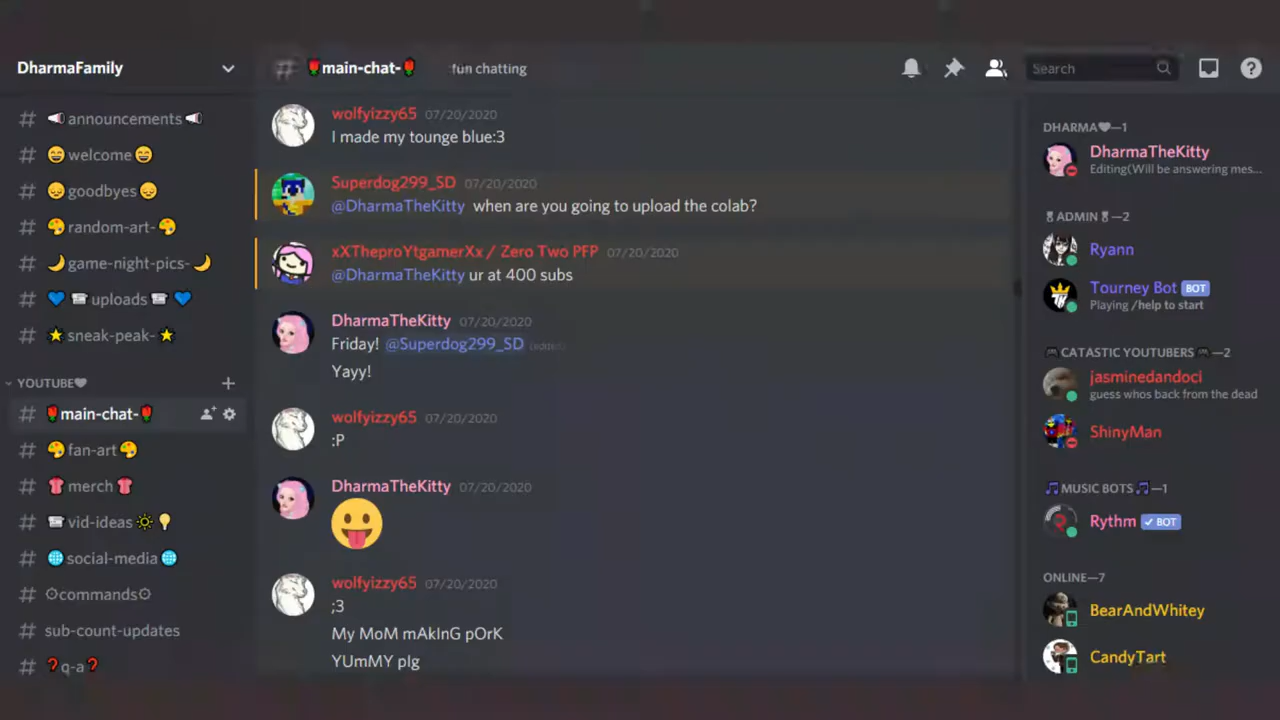 DharmaFamily
announcements
welcome
goodbyes
random-art-
game-night-pics-
uploads
sneak-peak-
YOUTUBE
main-chat-
fan-art
merch
vid-ideas
social-media
commands
sub-count-updates
q-a
main-chat-
fun chatting
Search
wolfyizzy65 07/20/2020
I made my tounge blue:3
Superdog299_SD 07/20/2020
@DharmaTheKitty when are you going to upload the colab?
xXTheproYtgamerXx / Zero Two PFP 07/20/2020
@DharmaTheKitty ur at 400 subs
DharmaTheKitty 07/20/2020
Friday! @Superdog299_SD (edited)
Yayy!
wolfyizzy65 07/20/2020
:P
DharmaTheKitty 07/20/2020
wolfyizzy65 07/20/2020
;3
My MoM mAkInG pOrK
YUmMY pIg
DHARMA🖤—1
DharmaTheKitty
Editing(Will be answering mes...
ADMIN—2
Ryann
Tourney Bot BOT
Playing /help to start
CATASTIC YOUTUBERS—2
jasminedandoci
guess whos back from the dead
ShinyMan
MUSIC BOTS—1
Rythm BOT
ONLINE—7
BearAndWhitey
CandyTart